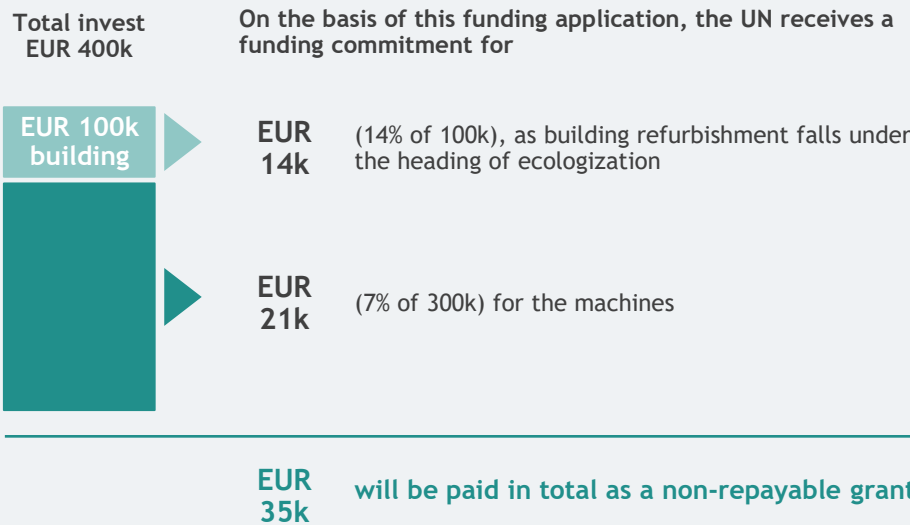 Total invest
EUR 400k
On the basis of this funding application, the UN receives a
funding commitment for
EUR 100k
building
EUR
14k
(14% of 100k), as building refurbishment falls under
the heading of ecologization
EUR
21k
(7% of 300k) for the machines
EUR
35k
will be paid in total as a non-repayable grant